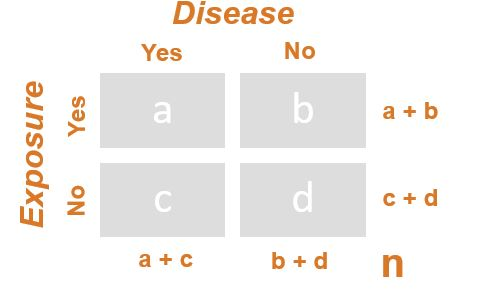 Disease
Yes No
Exposure
Yes a b a + b
No c d c + d
a + c b + d n